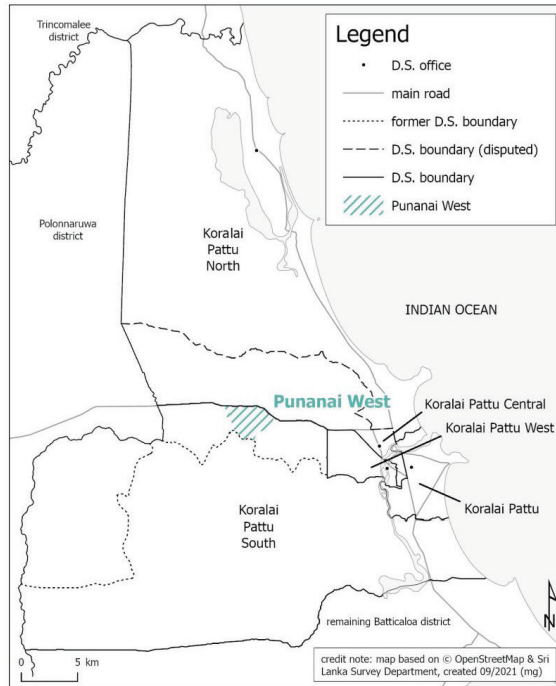 Trincomalee
district
Legend
D.S. office
main road
former D.S. boundary
D.S. boundary (disputed)
D.S. boundary
Punanai West
Polonnaruwa
district
Koralai
Pattu
North
INDIAN OCEAN
Punanai West
Koralai Pattu Central
Koralai Pattu West
Koralai Pattu
Koralai
Pattu
South
remaining Batticaloa district
N
0 5 km
credit note: map based on © OpenStreetMap & Sri
Lanka Survey Department, created 09/2021 (mg)